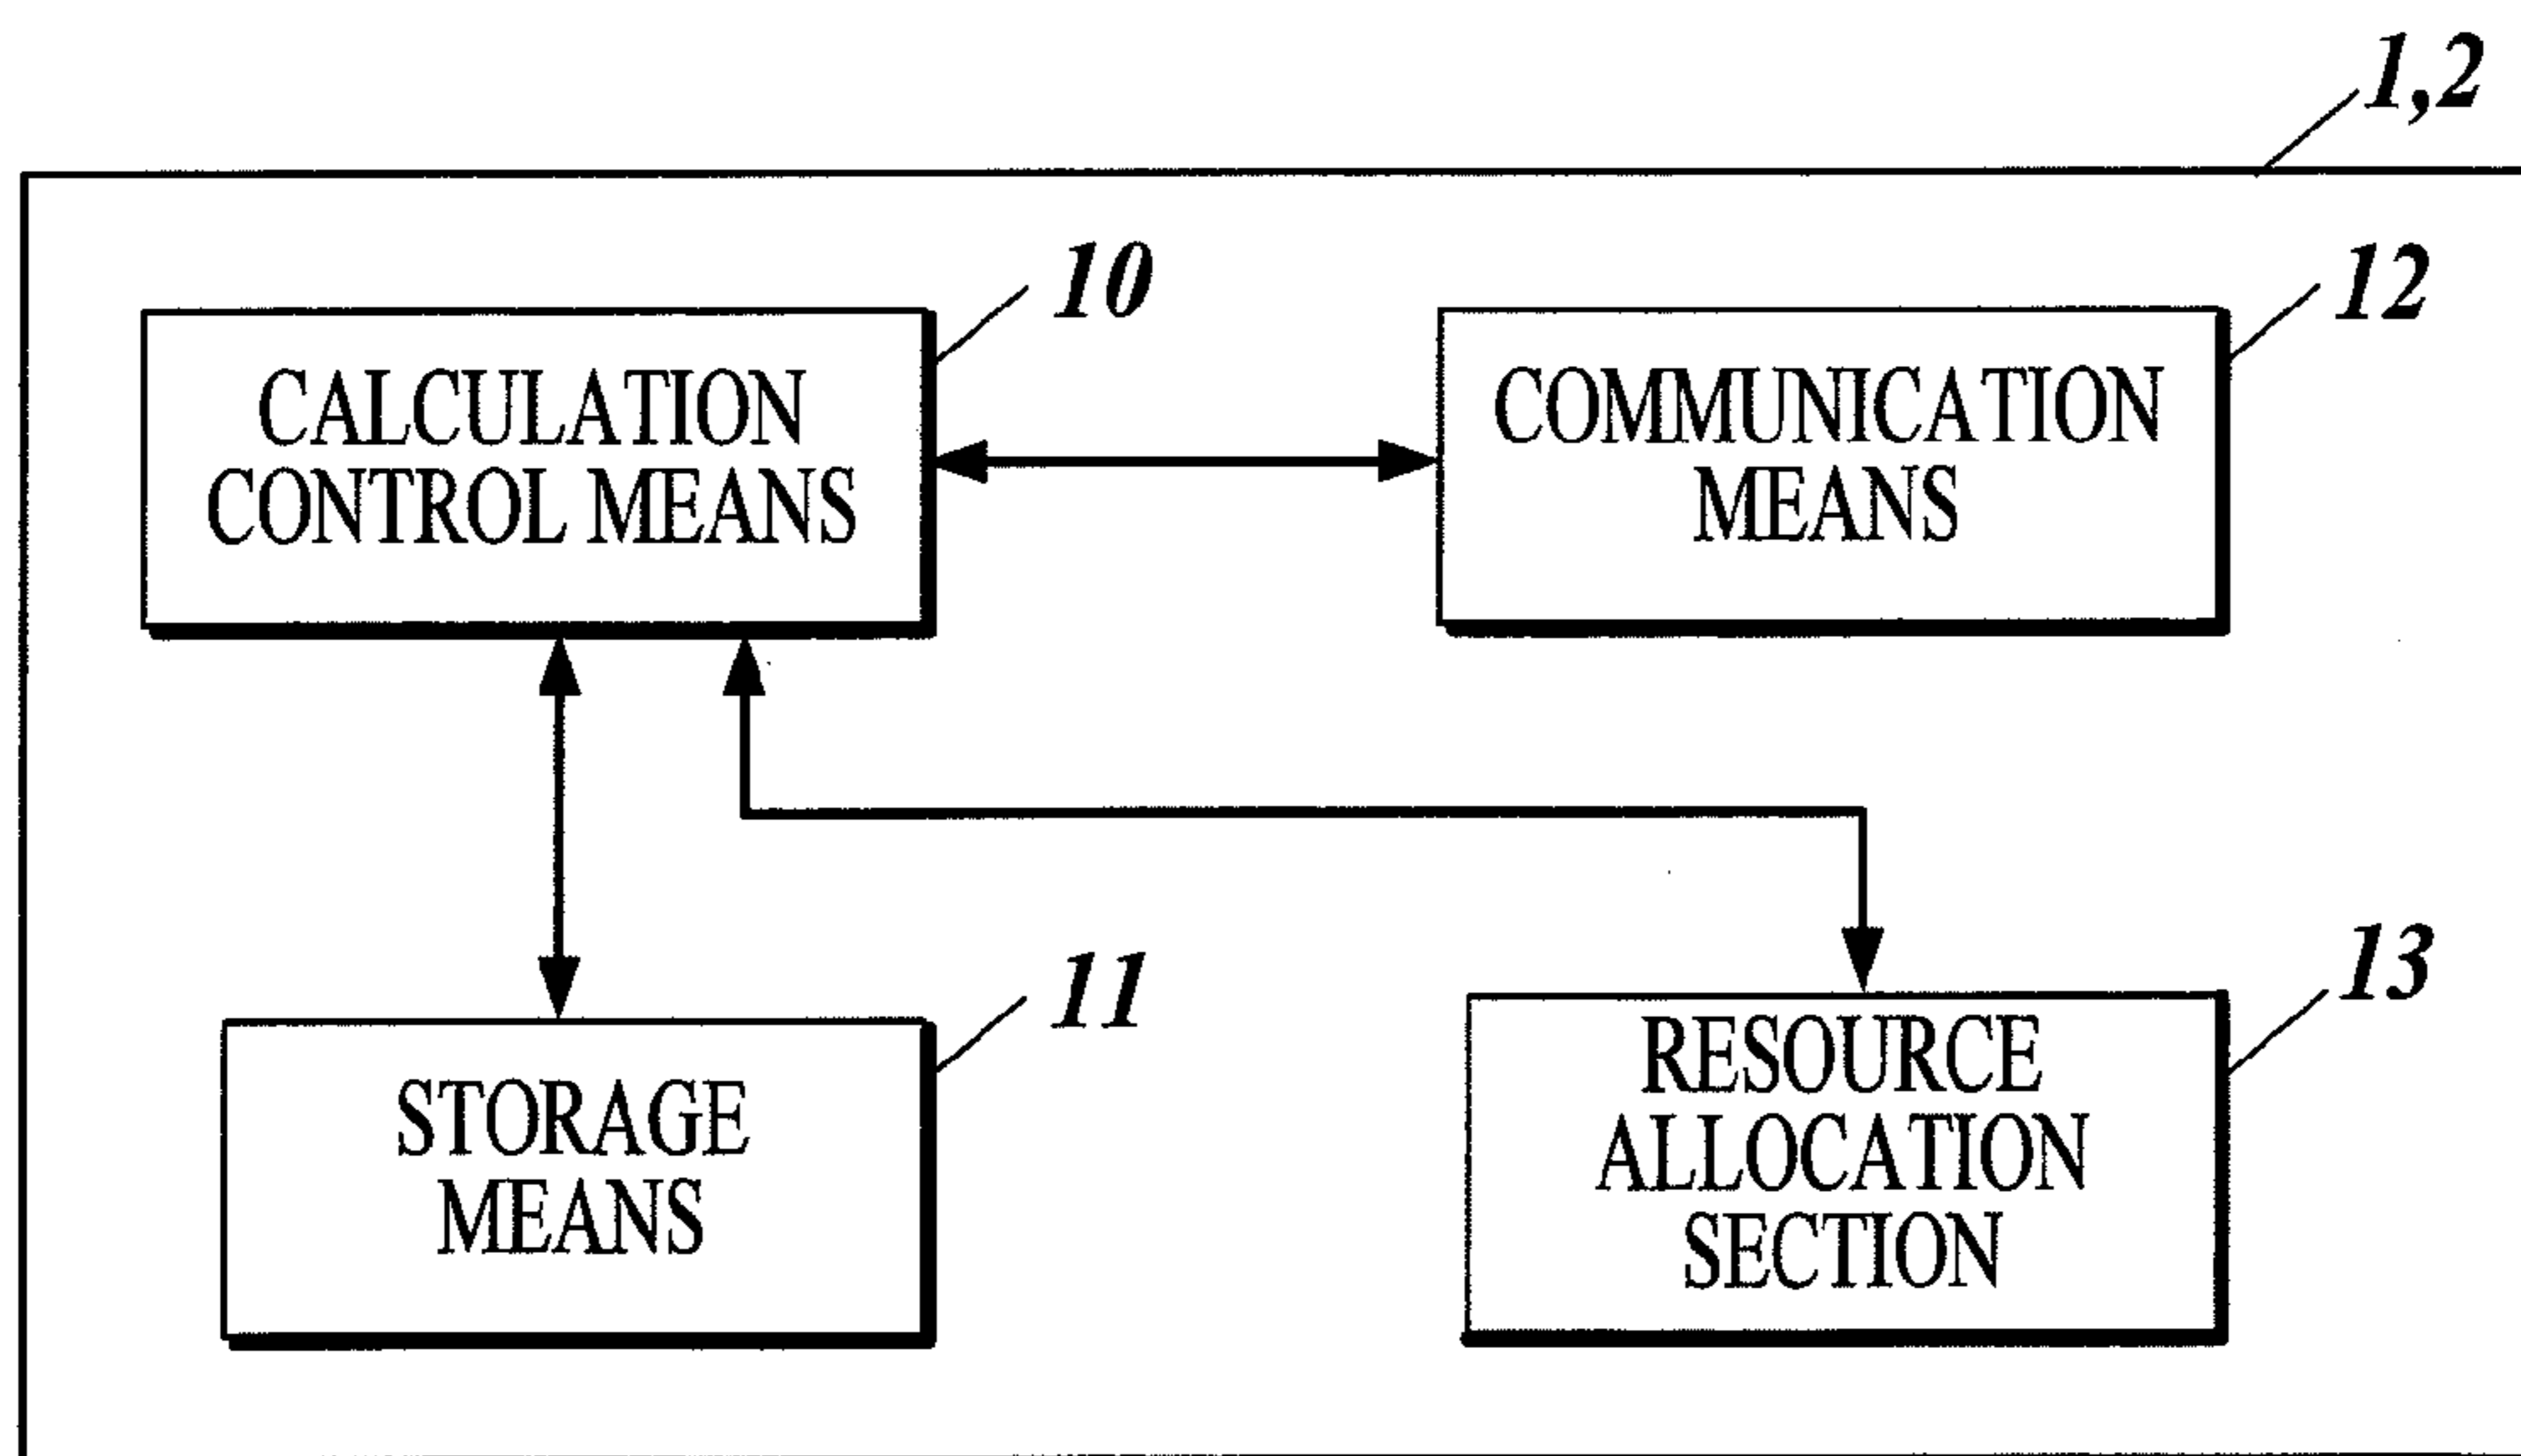 1,2
10
CALCULATION
CONTROL MEANS
12
COMMUNICATION
MEANS
11
STORAGE
MEANS
13
RESOURCE
ALLOCATION
SECTION